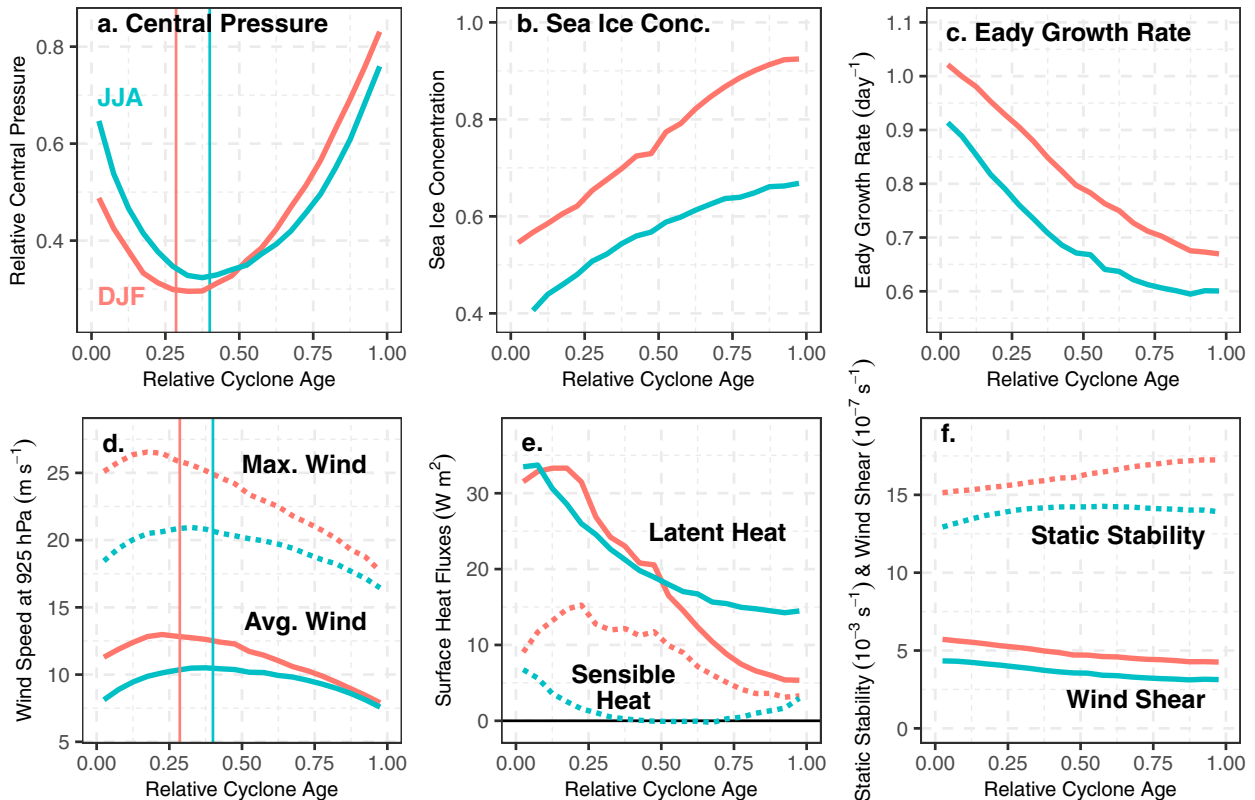 a. Central Pressure
JJA
DJF
Relative Central Pressure
0.8
0.6
0.4
0.00 0.25 0.50 0.75 1.00
Relative Cyclone Age
b. Sea Ice Conc.
Sea Ice Concentration
1.0
0.8
0.6
0.4
0.00 0.25 0.50 0.75 1.00
Relative Cyclone Age
c. Eady Growth Rate
Eady Growth Rate (day⁻¹)
1.1
1.0
0.9
0.8
0.7
0.6
0.00 0.25 0.50 0.75 1.00
Relative Cyclone Age
d.
Max. Wind
Avg. Wind
Wind Speed at 925 hPa (m s⁻¹)
25
20
15
10
5
0.00 0.25 0.50 0.75 1.00
Relative Cyclone Age
e.
Latent Heat
Sensible
Heat
Surface Heat Fluxes (W m²)
30
20
10
0
0.00 0.25 0.50 0.75 1.00
Relative Cyclone Age
f.
Static Stability
Wind Shear
Static Stability (10⁻³ s⁻¹) & Wind Shear (10⁻⁷ s⁻¹)
15
10
5
0
0.00 0.25 0.50 0.75 1.00
Relative Cyclone Age